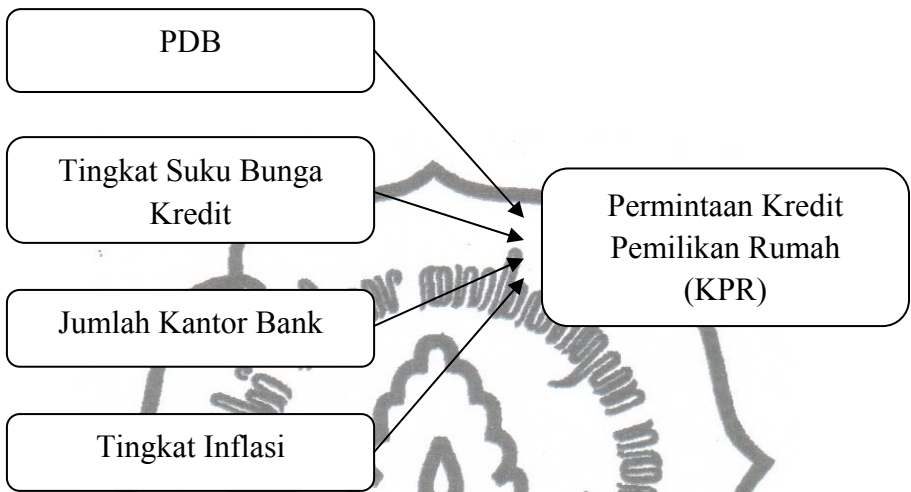 PDB
Tingkat Suku Bunga
Kredit
Jumlah Kantor Bank
Tingkat Inflasi
Permintaan Kredit
Pemilikan Rumah
(KPR)